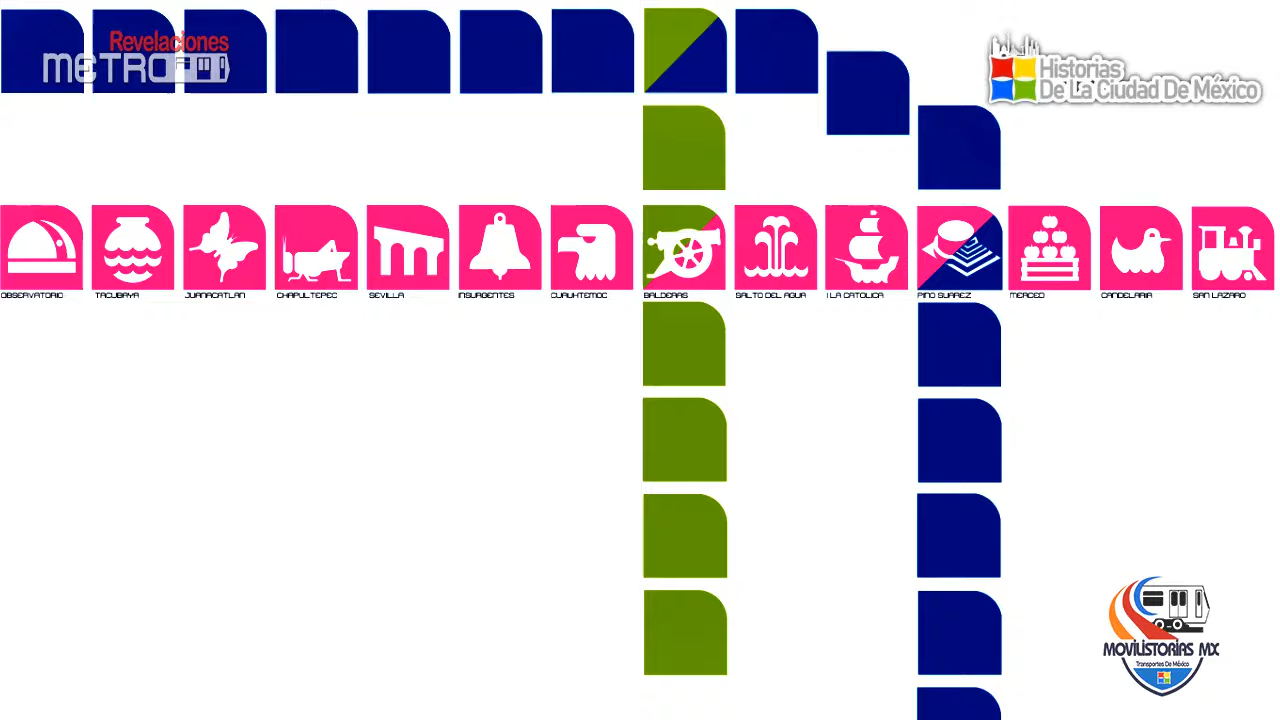 Revelaciones
METRO
Historias
De La Ciudad De México
OBSERVATORIO
TACUBAYA
JUANACATLAN
CHAPULTEPEC
SEVILLA
INSURGENTES
CUAUHTEMOC
BALDERAS
SALTO DEL AGUA
I LA CATOLICA
PINO SUAREZ
MERCED
CANDELARIA
SAN LAZARO
MOVILISTORIAS MX
Transportes De México